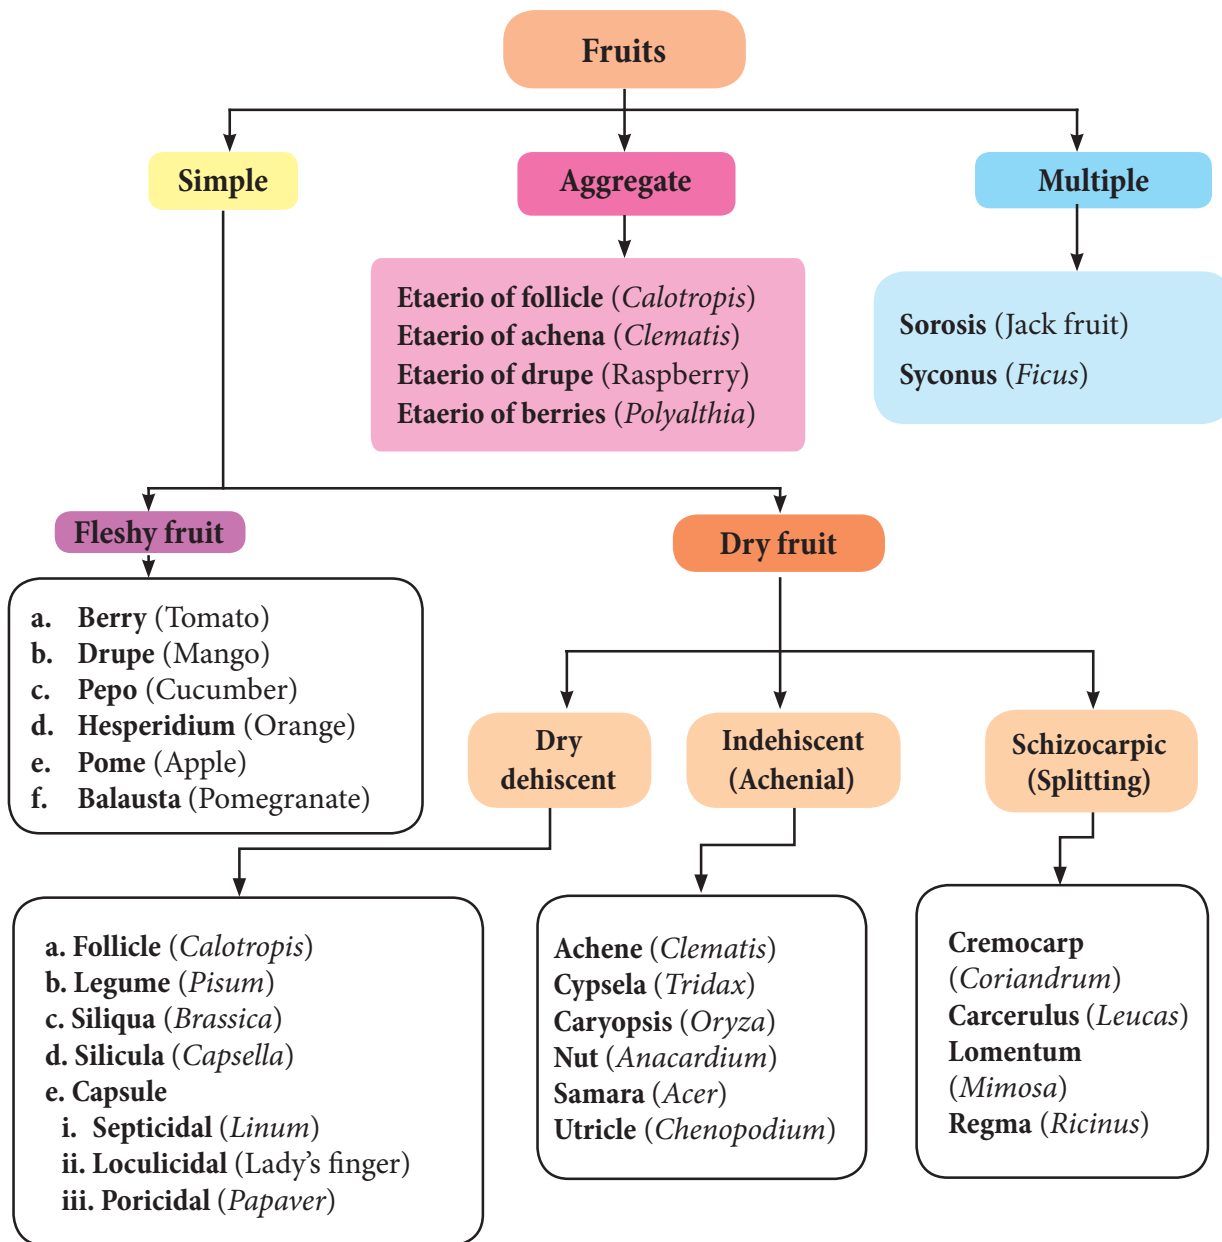 Fruits
Simple
Aggregate
Multiple
Etaerio of follicle (Calotropis)
Etaerio of achena (Clematis)
Etaerio of drupe (Raspberry)
Etaerio of berries (Polyalthia)
Sorosis (Jack fruit)
Syconus (Ficus)
Fleshy fruit
Dry fruit
a. Berry (Tomato)
b. Drupe (Mango)
c. Pepo (Cucumber)
d. Hesperidium (Orange)
e. Pome (Apple)
f. Balausta (Pomegranate)
Dry
dehiscent
Indehiscent
(Achenial)
Schizocarpic
(Splitting)
a. Follicle (Calotropis)
b. Legume (Pisum)
c. Siliqua (Brassica)
d. Silicula (Capsella)
e. Capsule
i. Septicidal (Linum)
ii. Loculicidal (Lady’s finger)
iii. Poricidal (Papaver)
Achene (Clematis)
Cypsela (Tridax)
Caryopsis (Oryza)
Nut (Anacardium)
Samara (Acer)
Utricle (Chenopodium)
Cremocarp
(Coriandrum)
Carcerulus (Leucas)
Lomentum
(Mimosa)
Regma (Ricinus)